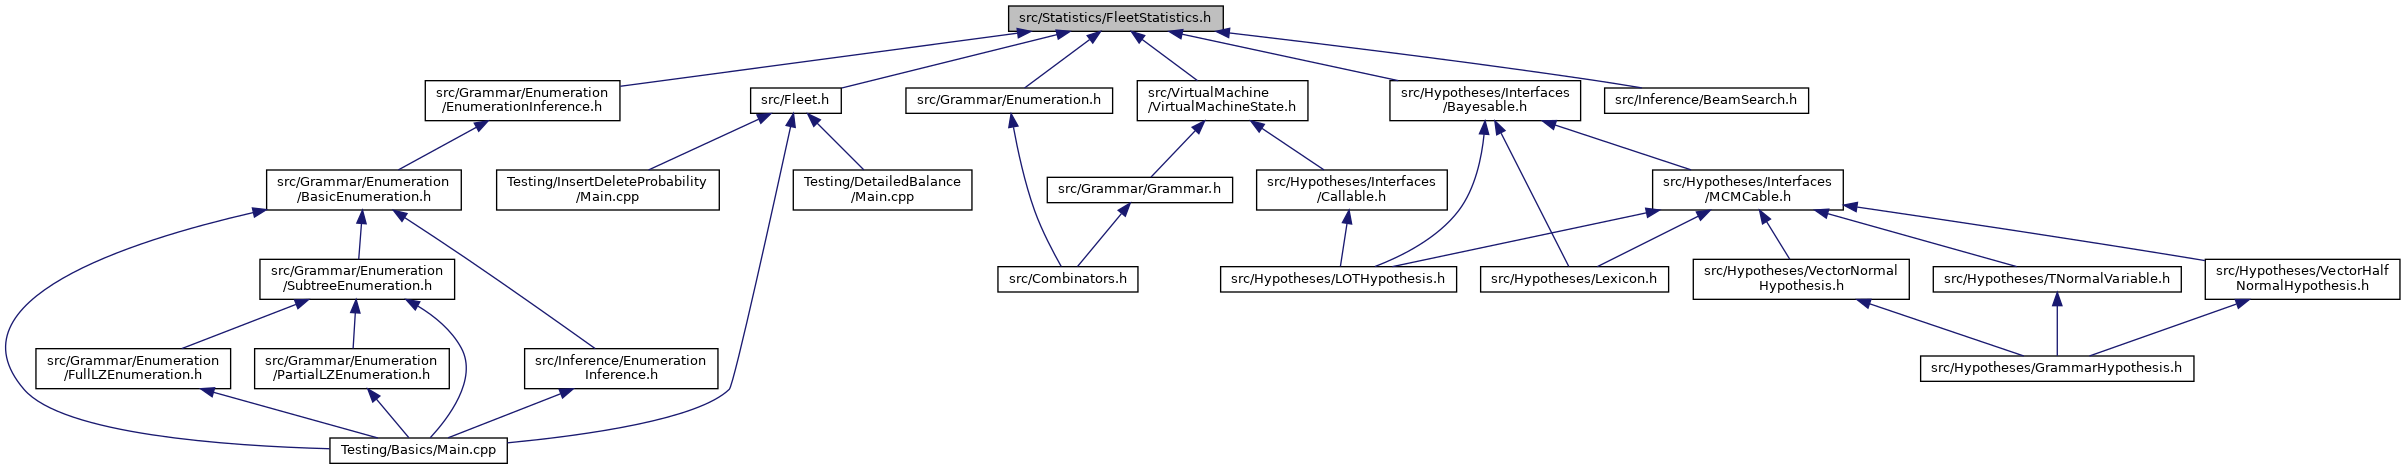 src/Statistics/FleetStatistics.h
src/Grammar/Enumeration
/EnumerationInference.h
src/Fleet.h
src/Grammar/Enumeration.h
src/VirtualMachine
/VirtualMachineState.h
src/Hypotheses/Interfaces
/Bayesable.h
src/Inference/BeamSearch.h
src/Grammar/Enumeration
/BasicEnumeration.h
Testing/InsertDeleteProbability
/Main.cpp
Testing/DetailedBalance
/Main.cpp
src/Grammar/Grammar.h
src/Hypotheses/Interfaces
/Callable.h
src/Hypotheses/Interfaces
/MCMCable.h
src/Grammar/Enumeration
/SubtreeEnumeration.h
src/Combinators.h
src/Hypotheses/LOTHypothesis.h
src/Hypotheses/Lexicon.h
src/Hypotheses/VectorNormal
Hypothesis.h
src/Hypotheses/TNormalVariable.h
src/Hypotheses/VectorHalf
NormalHypothesis.h
src/Grammar/Enumeration
/FullLZEnumeration.h
src/Grammar/Enumeration
/PartialLZEnumeration.h
src/Inference/Enumeration
Inference.h
src/Hypotheses/GrammarHypothesis.h
Testing/Basics/Main.cpp